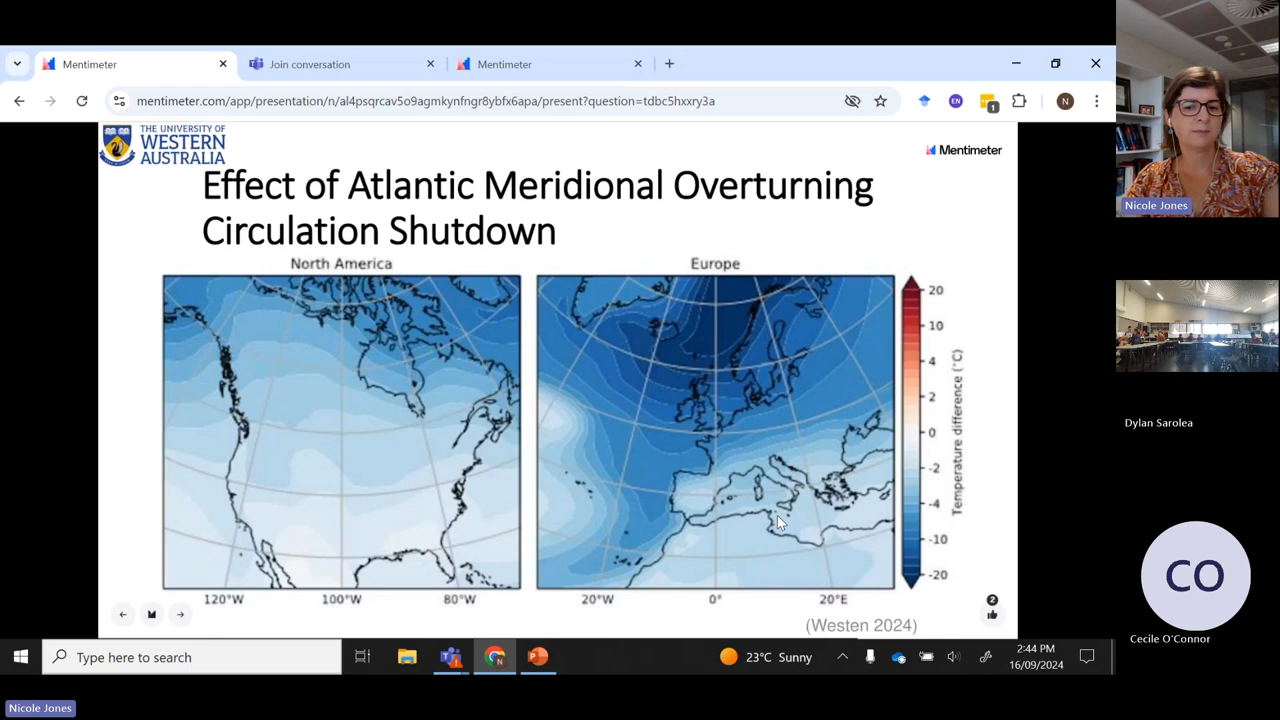 Mentimeter
Join conversation
Mentimeter
mentimeter.com/app/presentation/n/al4psqrcav5o9agmkynfngr8ybfx6apa/present?question=tdbc5hxxry3a
EN
1
N
THE UNIVERSITY OF
WESTERN
AUSTRALIA
Mentimeter
Effect of Atlantic Meridional Overturning
Circulation Shutdown
North America
Europe
20
10
4
2
0
-2
-4
-10
-20
Temperature difference (°C)
120°W
100°W
80°W
20°W
0°
20°E
2
(Westen 2024)
Type here to search
23°C Sunny
2:44 PM
16/09/2024
Nicole Jones
Nicole Jones
Dylan Sarolea
CO
Cecile O'Connor